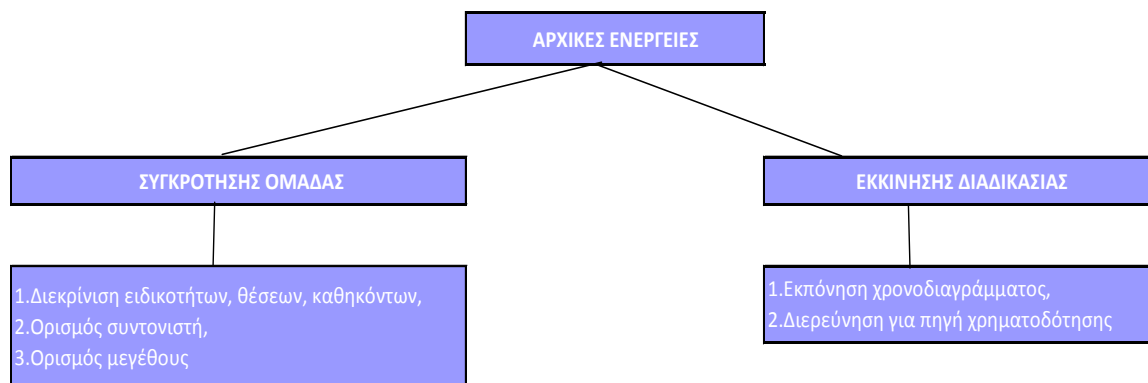 ΑΡΧΙΚΕΣ ΕΝΕΡΓΕΙΕΣ
ΣΥΓΚΡΟΤΗΣΗΣ ΟΜΑΔΑΣ
ΕΚΚΙΝΗΣΗΣ ΔΙΑΔΙΚΑΣΙΑΣ
1.Διεκρίνιση ειδικοτήτων, θέσεων, καθηκόντων,
2.Ορισμός συντονιστή,
3.Ορισμός μεγέθους
1.Εκπόνηση χρονοδιαγράμματος,
2.Διερεύνηση για πηγή χρηματοδότησης